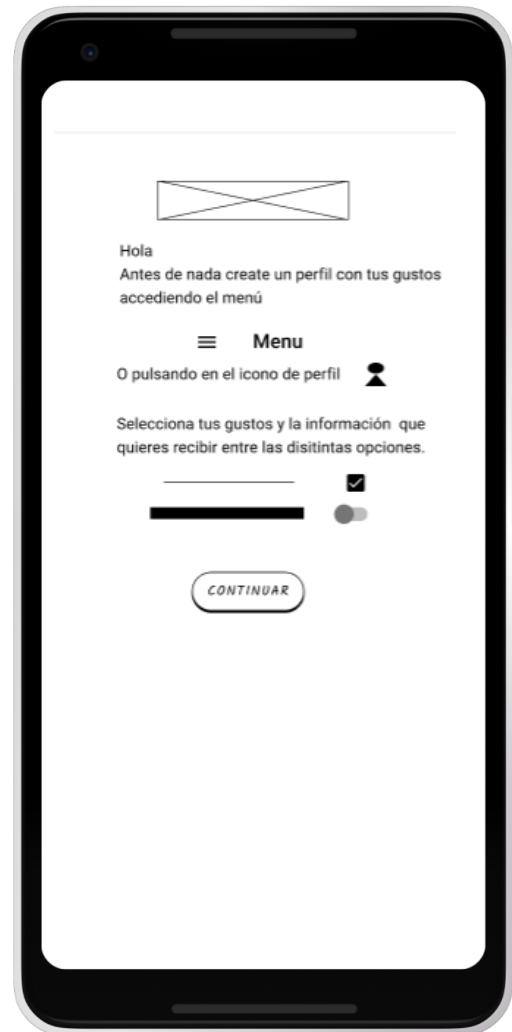 Hola
Antes de nada create un perfil con tus gustos
accediendo el menú
Menu
O pulsando en el icono de perfil
Selecciona tus gustos y la información que
quieres recibir entre las disitintas opciones.
CONTINUAR